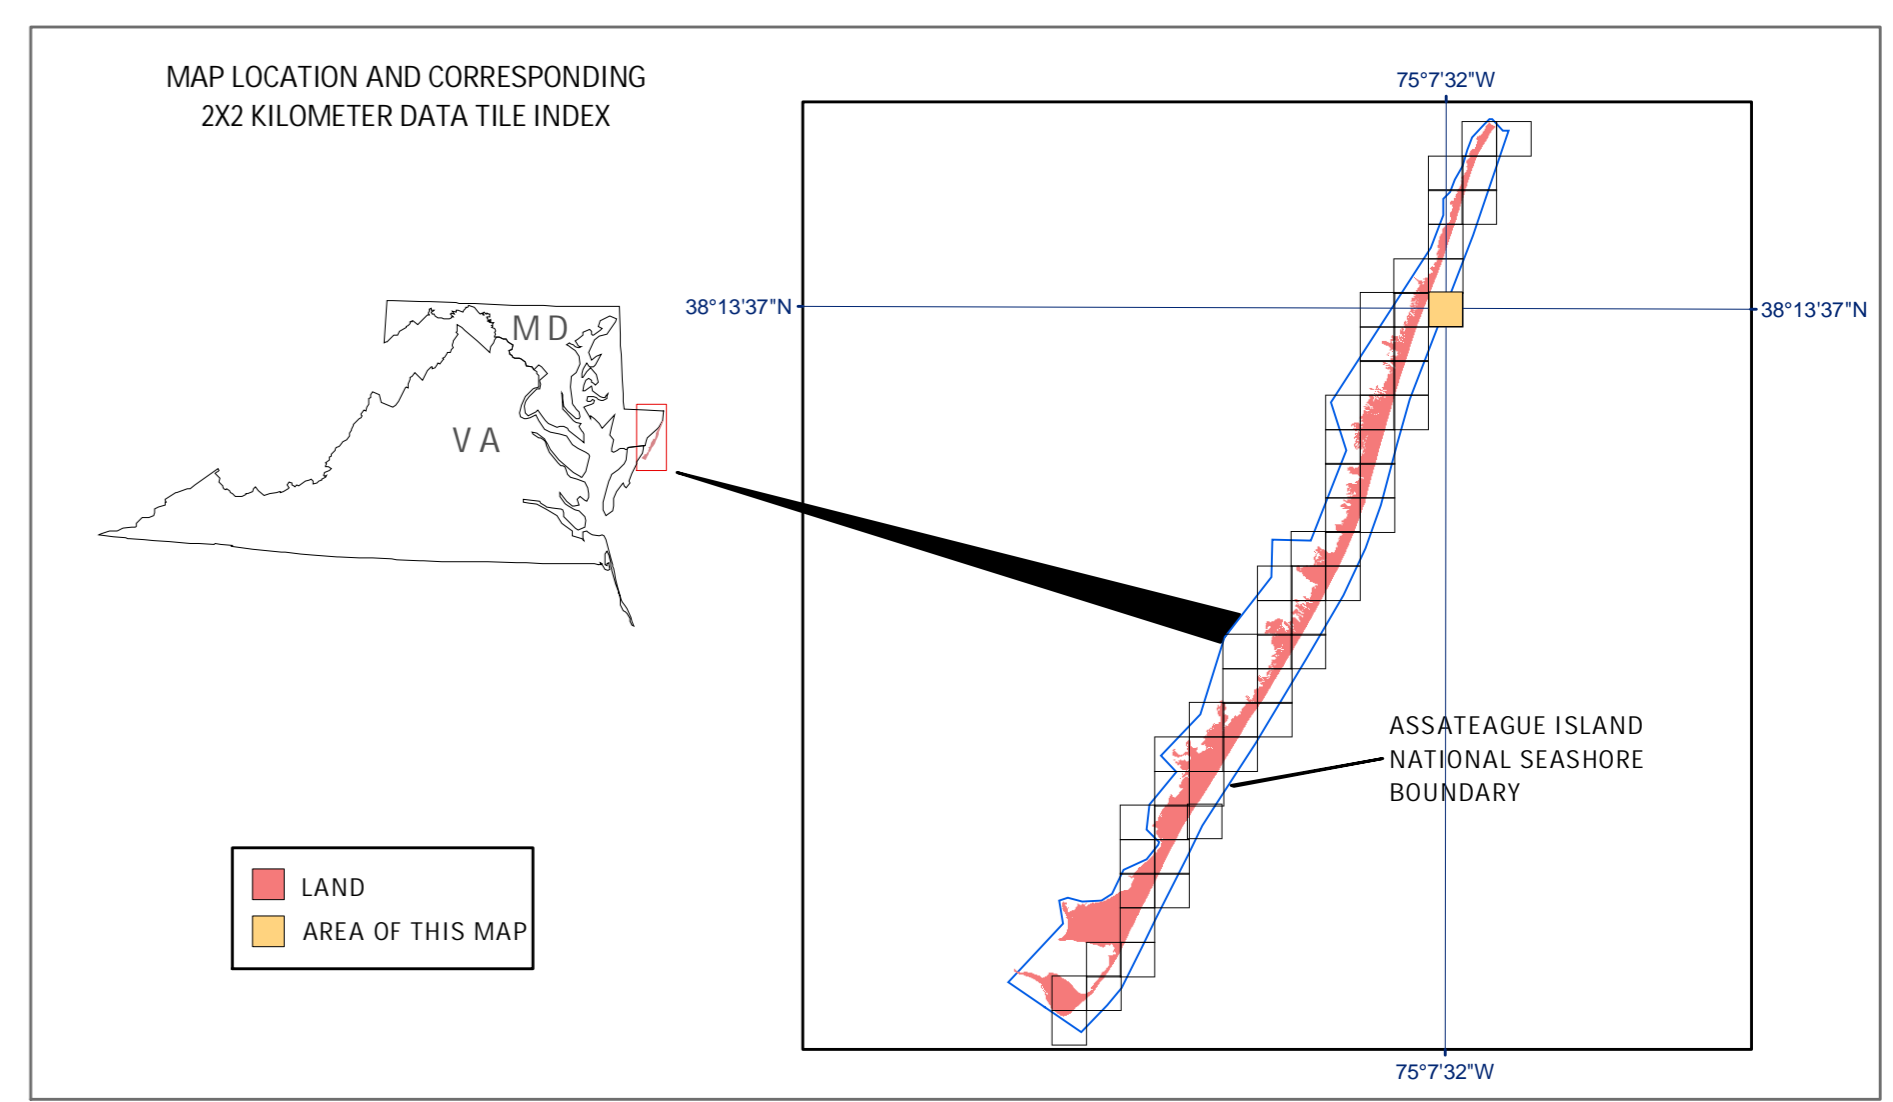 MAP LOCATION AND CORRESPONDING
2X2 KILOMETER DATA TILE INDEX
75°7'32"W
MD
VA
38°13'37"N
38°13'37"N
ASSATEAGUE ISLAND
NATIONAL SEASHORE
BOUNDARY
LAND
AREA OF THIS MAP
75°7'32"W